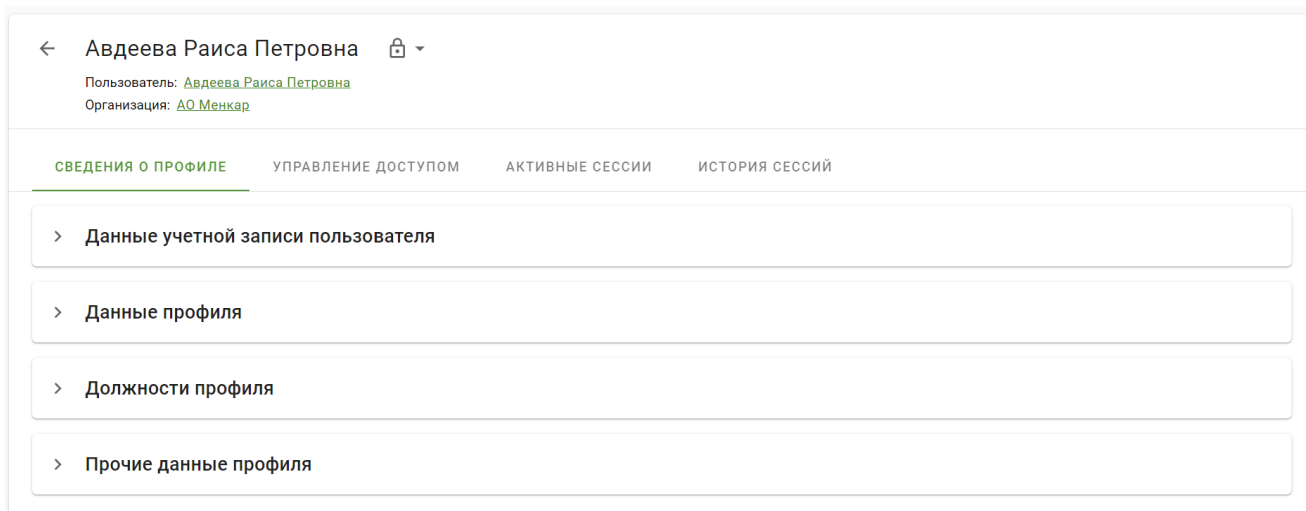 Авдеева Раиса Петровна
Пользователь: Авдеева Раиса Петровна
Организация: АО Менкар
СВЕДЕНИЯ О ПРОФИЛЕ УПРАВЛЕНИЕ ДОСТУПОМ АКТИВНЫЕ СЕССИИ ИСТОРИЯ СЕССИЙ
Данные учетной записи пользователя
Данные профиля
Должности профиля
Прочие данные профиля